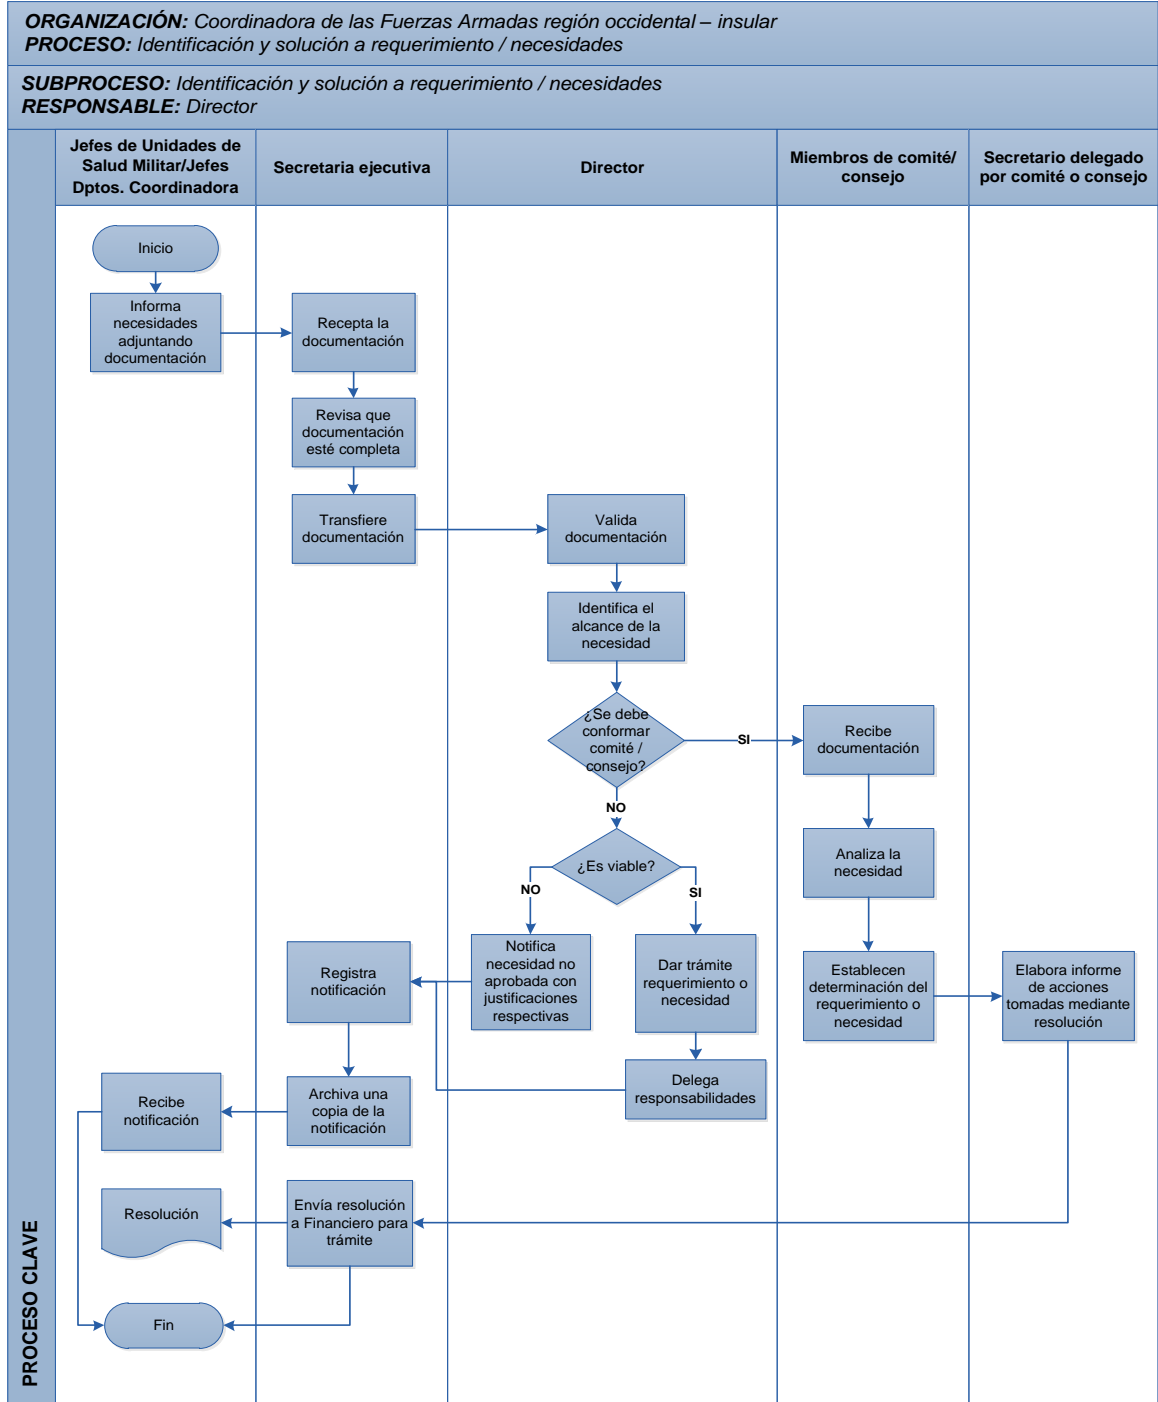 ORGANIZACIÓN: Coordinadora de las Fuerzas Armadas región occidental – insular
PROCESO: Identificación y solución a requerimiento / necesidades
SUBPROCESO: Identificación y solución a requerimiento / necesidades
RESPONSABLE: Director
Jefes de Unidades de
Salud Militar/Jefes
Dptos. Coordinadora
Secretaria ejecutiva
Director
Miembros de comité/
consejo
Secretario delegado
por comité o consejo
Inicio
Informa
necesidades
adjuntando
documentación
Recepta la
documentación
Revisa que
documentación
esté completa
Transfiere
documentación
Valida
documentación
Identifica el
alcance de la
necesidad
¿Se debe
conformar
comité /
consejo?
SI
Recibe
documentación
NO
¿Es viable?
Analiza la
necesidad
NO
SI
Registra
notificación
Notifica
necesidad no
aprobada con
justificaciones
respectivas
Dar trámite
requerimiento o
necesidad
Establecen
determinación del
requerimiento o
necesidad
Elabora informe
de acciones
tomadas mediante
resolución
Delega
responsabilidades
Archiva una
copia de la
notificación
Recibe
notificación
Resolución
Envía resolución
a Financiero para
trámite
Fin
PROCESO CLAVE